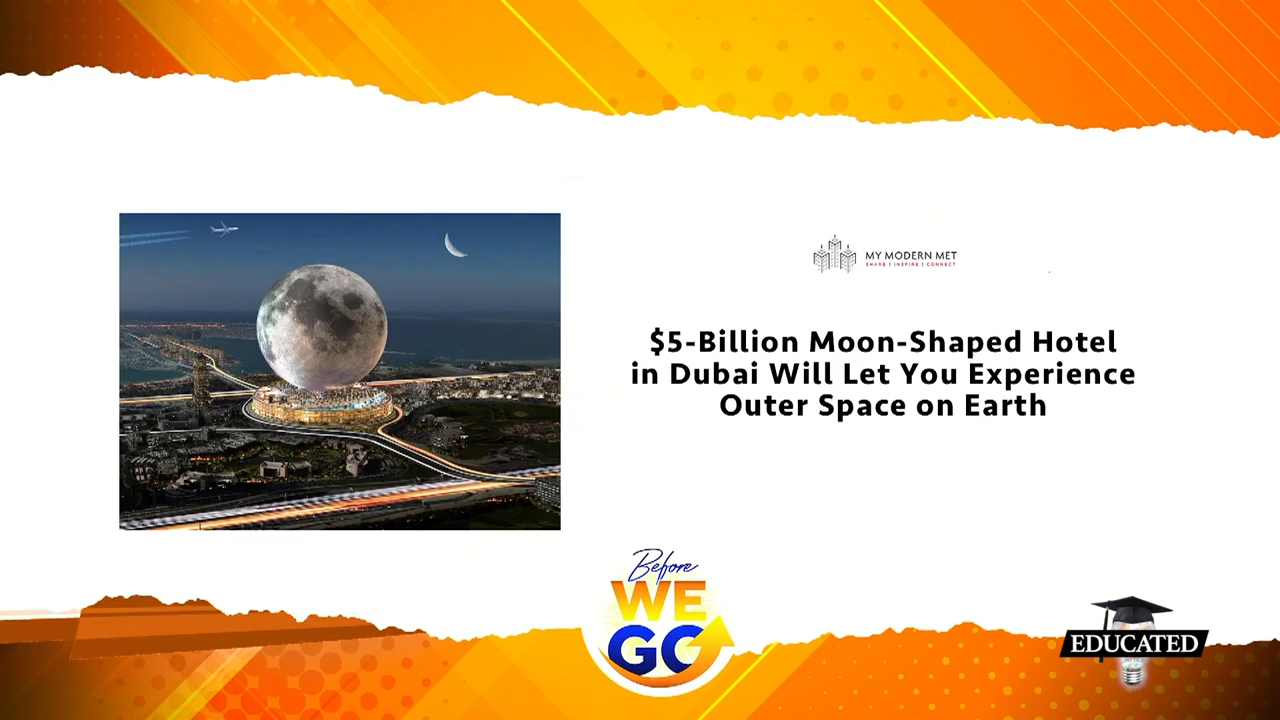 MY MODERN MET
SHARE | INSPIRE | CONNECT
$5-Billion Moon-Shaped Hotel
in Dubai Will Let You Experience
Outer Space on Earth
Before
WE
GO
EDUCATED